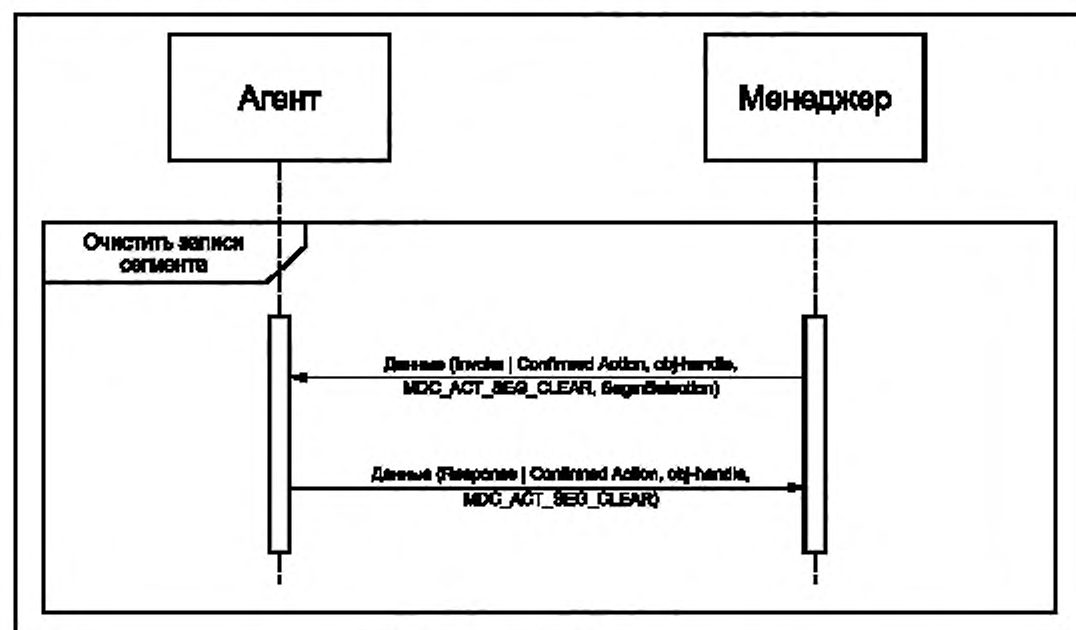 Агент
Менеджер
Очистить записи
сегмента
Данные (Invoke | Confirmed Action, obj-handle,
MDC_ACT_SEG_CLEAR, SegmSelection)
Данные (Response | Confirmed Action, obj-handle,
MDC_ACT_SEG_CLEAR)